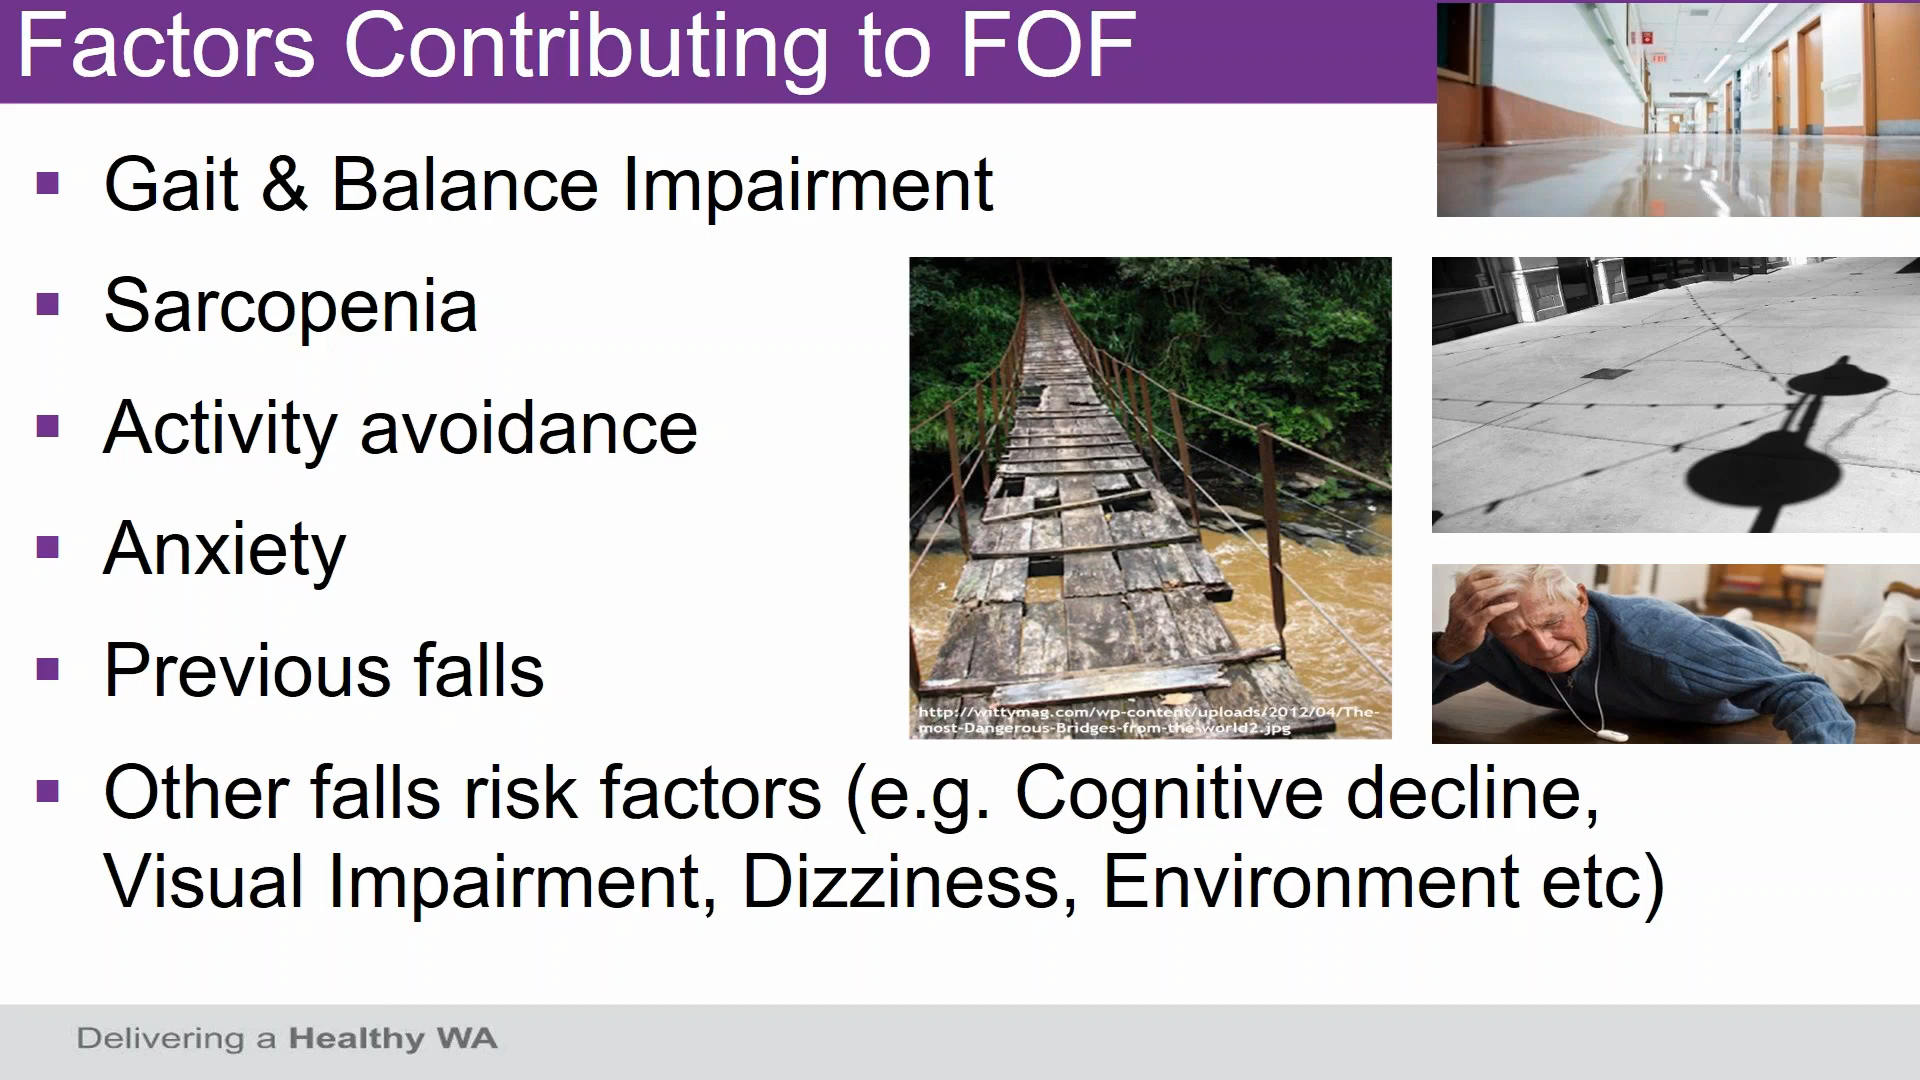 Factors Contributing to FOF
EXIT
Gait & Balance Impairment
Sarcopenia
Activity avoidance
Anxiety
Previous falls
http://wittymag.com/wp-content/uploads/2012/04/The-
most-Dangerous-Bridges-from-the-world2.jpg
Other falls risk factors (e.g. Cognitive decline,
Visual Impairment, Dizziness, Environment etc)
Delivering a Healthy WA